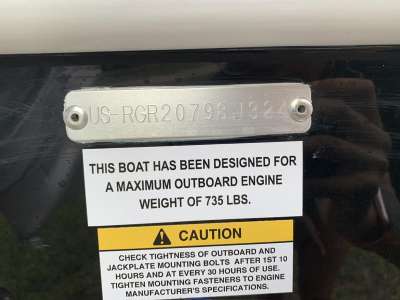 US-RGR20798J324
THIS BOAT HAS BEEN DESIGNED FOR
A MAXIMUM OUTBOARD ENGINE
WEIGHT OF 735 LBS.
CAUTION
CHECK TIGHTNESS OF OUTBOARD AND
JACKPLATE MOUNTING BOLTS AFTER 1ST 10
HOURS AND AT EVERY 30 HOURS OF USE.
TIGHTEN MOUNTING FASTENERS TO ENGINE
MANUFACTURER'S SPECIFICATIONS.